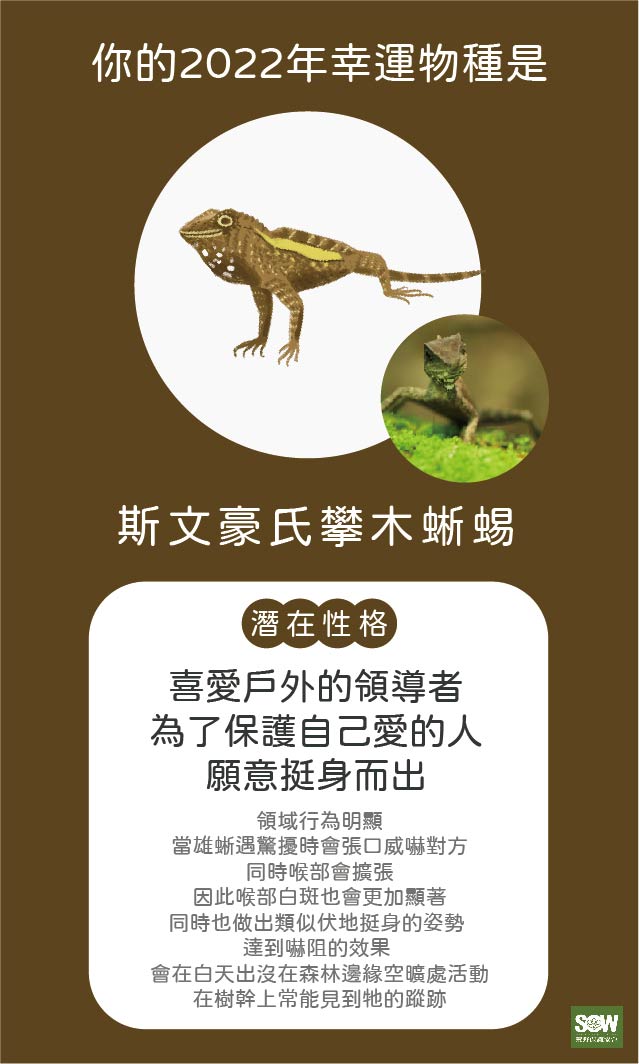 你的2022年幸運物種是
斯文豪氏攀木蜥蜴
潛在性格
喜愛戶外的領導者
為了保護自己愛的人
願意挺身而出
領域行為明顯
當雄蜥遇驚擾時會張口威嚇對方
同時喉部會擴張
因此喉部白斑也會更加顯著
同時也做出類似伏地挺身的姿勢
達到嚇阻的效果
會在白天出沒在森林邊緣空曠處活動
在樹幹上常能見到牠的蹤跡
SOW
荒野保護協會